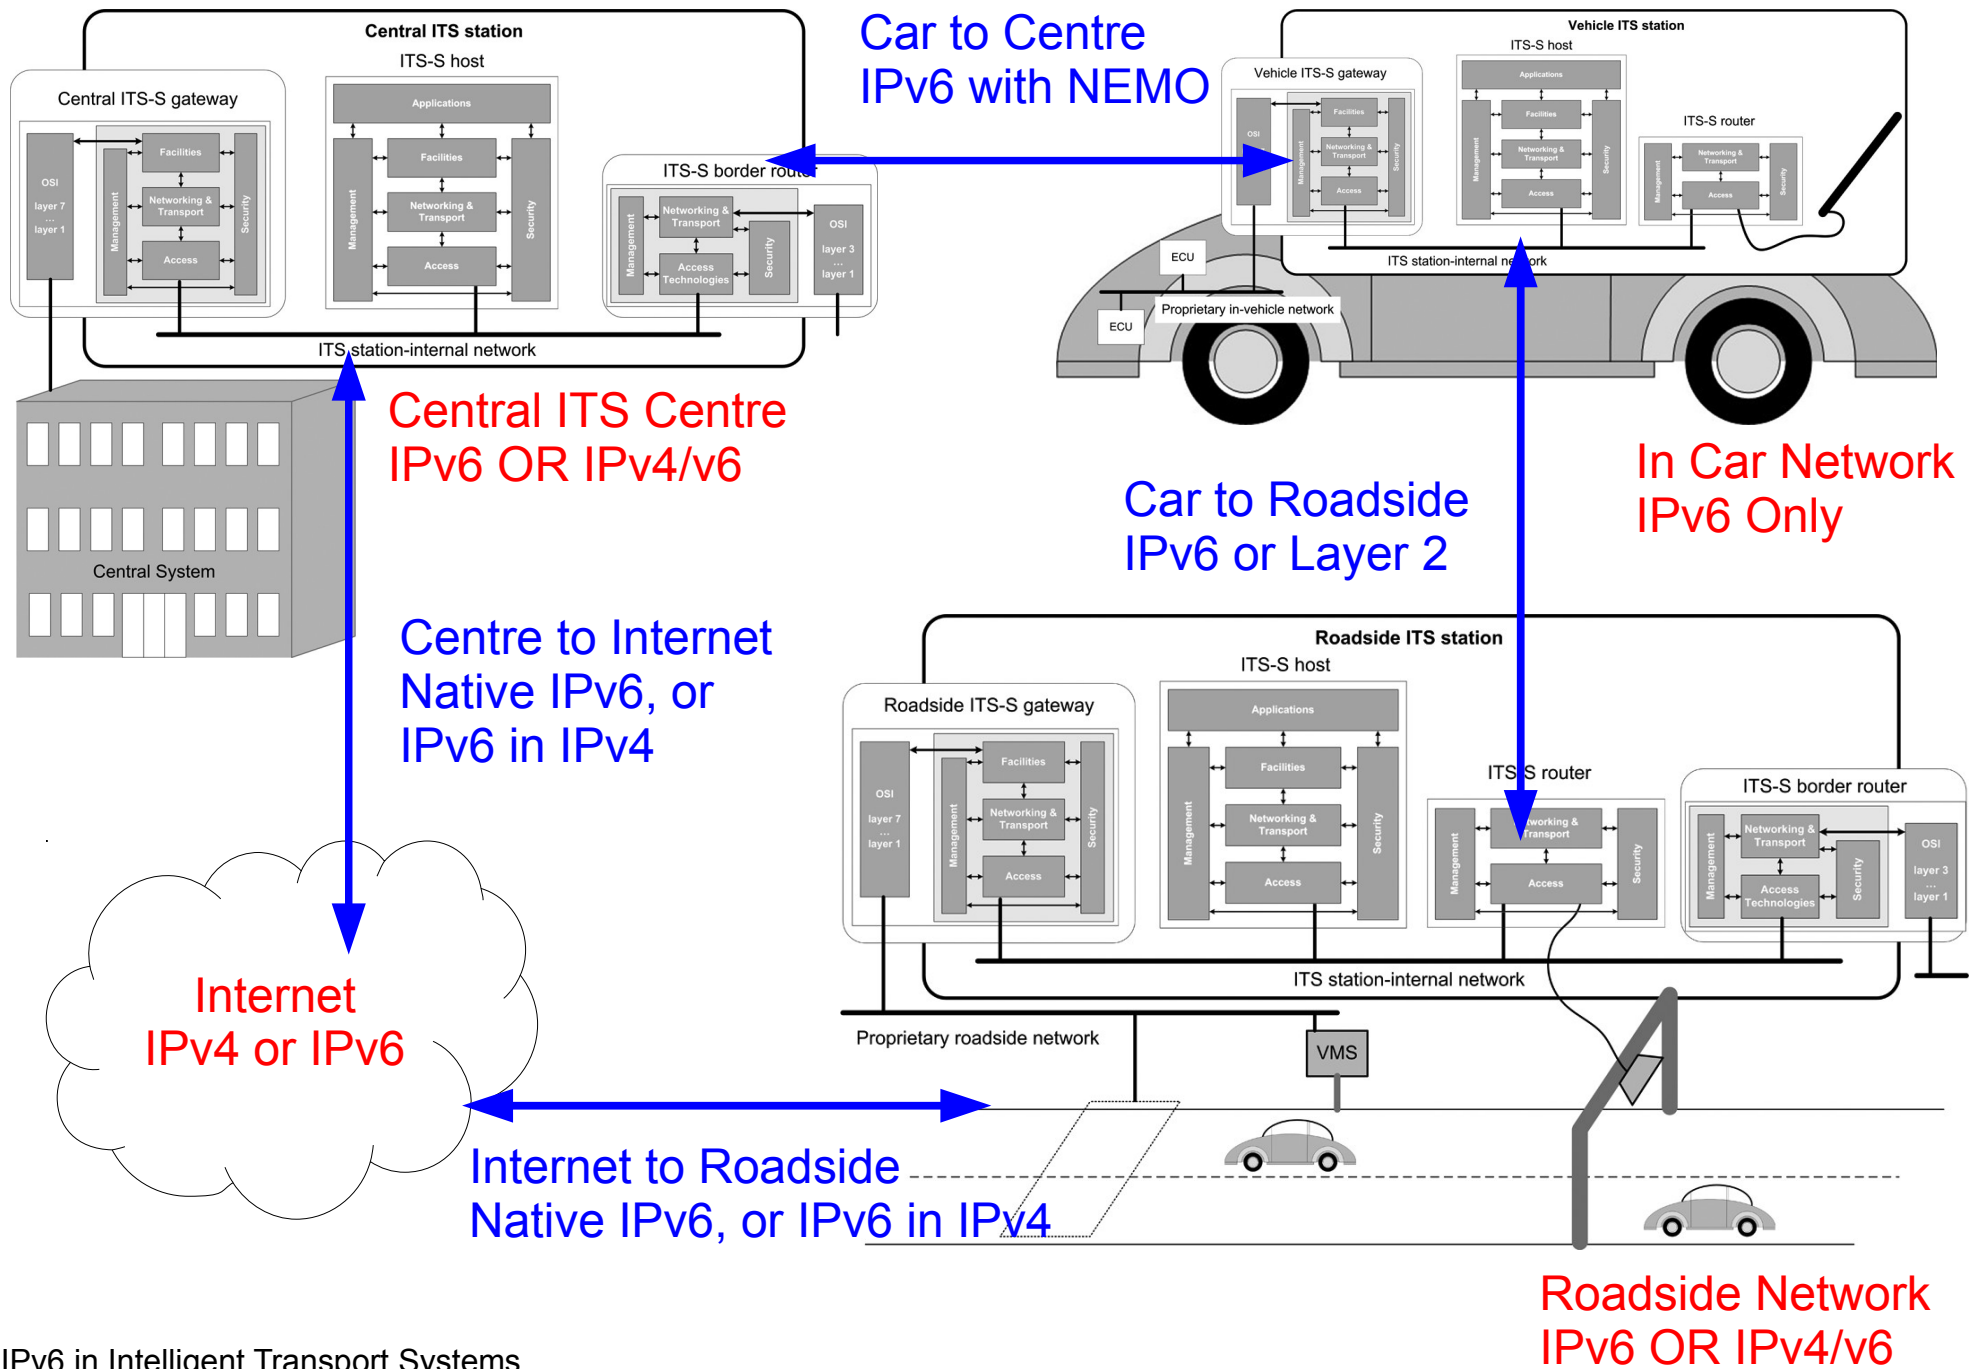 Central ITS station
ITS-S host
Central ITS-S gateway
OSI
layer 7
...
layer 1
Management
Facilities
Networking &
Transport
Access
Security
Applications
Management
Facilities
Networking &
Transport
Access
Security
ITS-S border router
Management
Networking &
Transport
Access
Technologies
Security
OSI
layer 3
...
layer 1
ITS station-internal network
Central System
Car to Centre
IPv6 with NEMO
Vehicle ITS station
ITS-S host
Vehicle ITS-S gateway
OSI
Management
Facilities
Networking &
Transport
Access
Security
Applications
Management
Facilities
Networking &
Transport
Access
Security
ITS-S router
Management
Networking &
Transport
Access
Security
ITS station-internal network
ECU
ECU
Proprietary in-vehicle network
Central ITS Centre
IPv6 OR IPv4/v6
In Car Network
IPv6 Only
Car to Roadside
IPv6 or Layer 2
Centre to Internet
Native IPv6, or
IPv6 in IPv4
Roadside ITS station
ITS-S host
Roadside ITS-S gateway
OSI
layer 7
...
layer 1
Management
Facilities
Networking &
Transport
Access
Security
Applications
Management
Facilities
Networking &
Transport
Access
Security
ITS-S router
Management
Networking &
Transport
Access
Security
ITS-S border router
Management
Networking &
Transport
Access
Technologies
Security
OSI
layer 3
...
layer 1
ITS station-internal network
Proprietary roadside network
VMS
Internet
IPv4 or IPv6
Internet to Roadside
Native IPv6, or IPv6 in IPv4
Roadside Network
IPv6 OR IPv4/v6
IPv6 in Intelligent Transport Systems